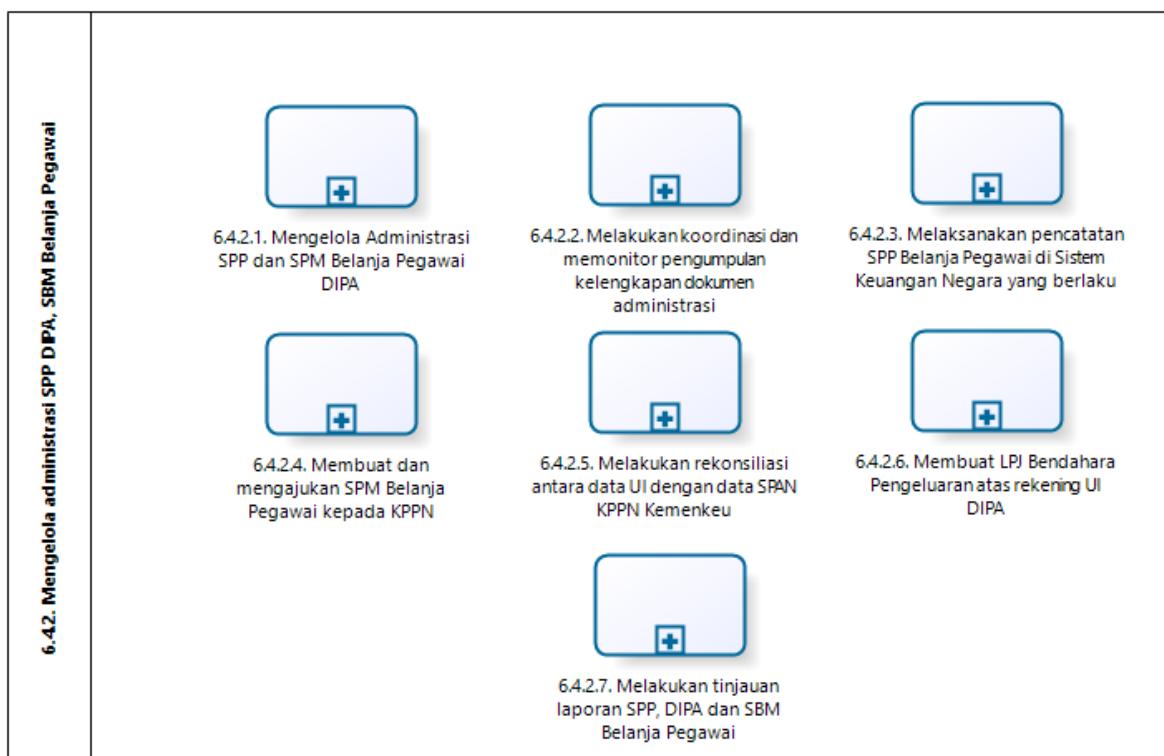 6.4.2. Mengelola administrasi SPP DIPA, SBM Belanja Pegawai
6.4.2.1. Mengelola Administrasi
SPP dan SPM Belanja Pegawai
DIPA
6.4.2.2. Melakukan koordinasi dan
memonitor pengumpulan
kelengkapan dokumen
administrasi
6.4.2.3. Melaksanakan pencatatan
SPP Belanja Pegawai di Sistem
Keuangan Negara yang berlaku
6.4.2.4. Membuat dan
mengajukan SPM Belanja
Pegawai kepada KPPN
6.4.2.5. Melakukan rekonsiliasi
antara data UI dengan data SPAN
KPPN Kemenkeu
6.4.2.6. Membuat LPJ Bendahara
Pengeluaran atas rekening UI
DIPA
6.4.2.7. Melakukan tinjauan
laporan SPP, DIPA dan SBM
Belanja Pegawai